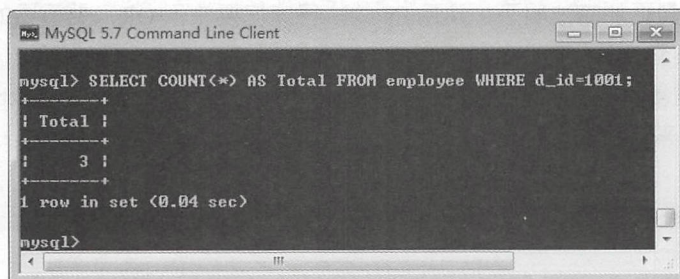 MySQL 5.7 Command Line Client
mysql> SELECT COUNT(*) AS Total FROM employee WHERE d_id=1001;
+-------+
| Total |
+-------+
|     3 |
+-------+
1 row in set (0.04 sec)
mysql>